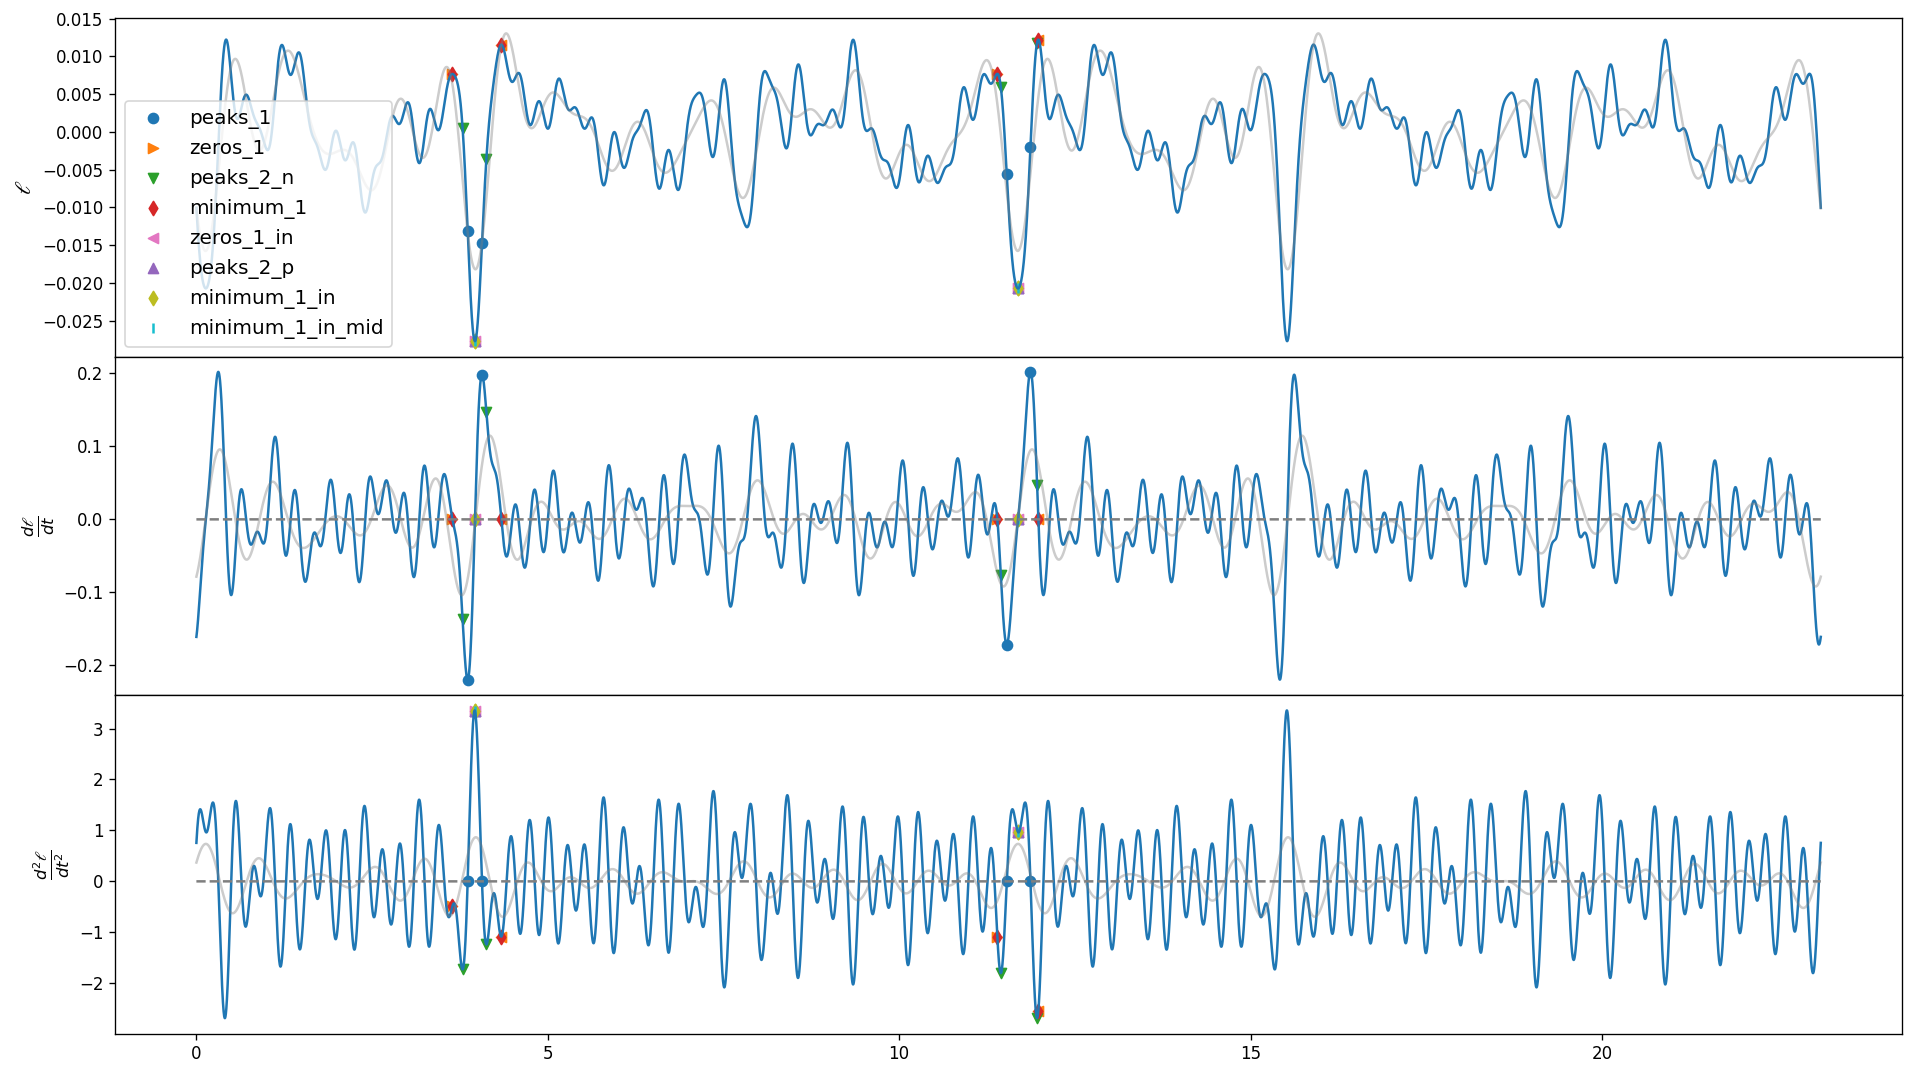 0.015
0.010
0.005
0.000
−0.005
−0.010
−0.015
−0.020
−0.025
ℓ
peaks_1
zeros_1
peaks_2_n
minimum_1
zeros_1_in
peaks_2_p
minimum_1_in
minimum_1_in_mid
0.2
0.1
0.0
−0.1
−0.2
dℓ
dt
3
2
1
0
−1
−2
d²ℓ
dt²
0 5 10 15 20